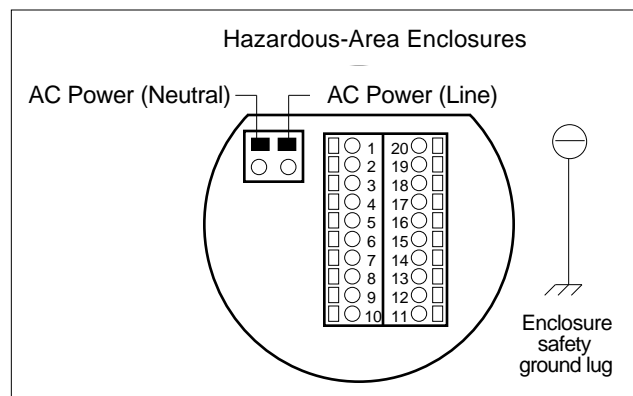 Hazardous-Area Enclosures
AC Power (Neutral) AC Power (Line)
1 20
2 19
3 18
4 17
5 16
6 15
7 14
8 13
9 12
10 11
Enclosure
safety
ground lug